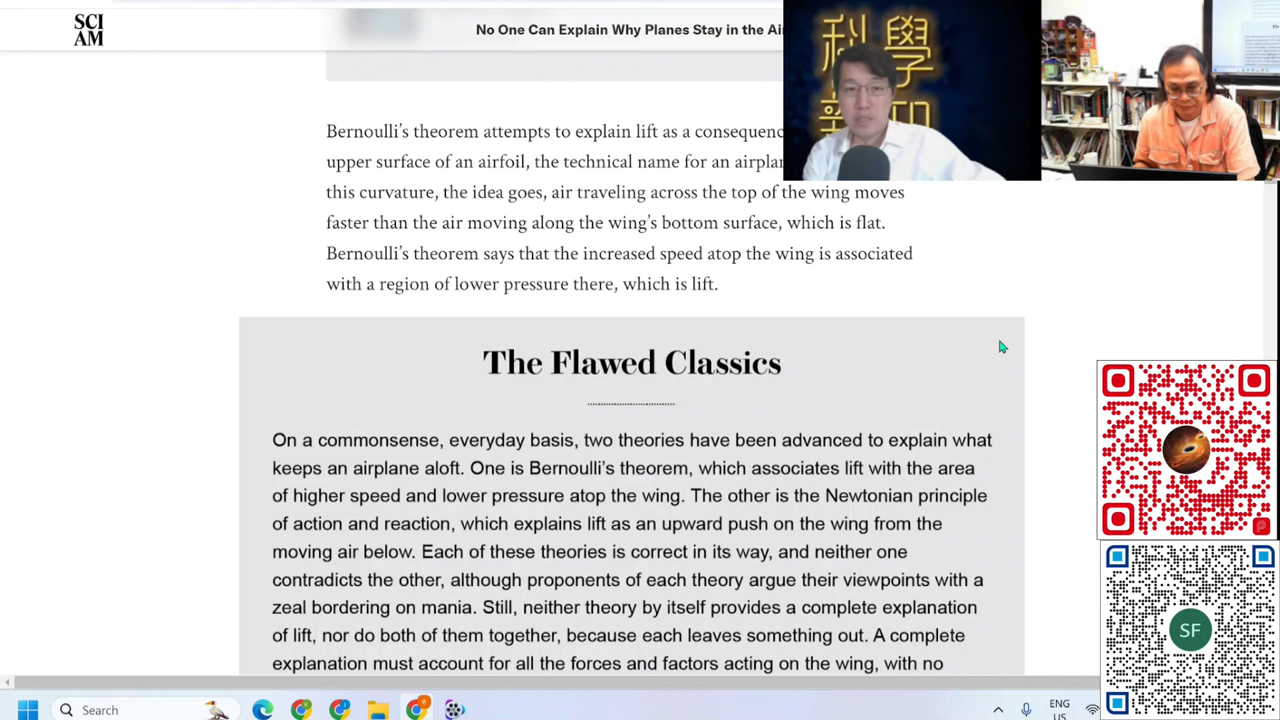 SCI
AM
No One Can Explain Why Planes Stay in the Ai
科學
Bernoulli’s theorem attempts to explain lift as a
upper surface of an airfoil, the technical name for an
this curvature, the idea goes, air traveling across the top of the wing moves
faster than the air moving along the wing’s bottom surface, which is flat.
Bernoulli’s theorem says that the increased speed atop the wing is associated
with a region of lower pressure there, which is lift.
The Flawed Classics
On a commonsense, everyday basis, two theories have been advanced to explain what
keeps an airplane aloft. One is Bernoulli’s theorem, which associates lift with the area
of higher speed and lower pressure atop the wing. The other is the Newtonian principle
of action and reaction, which explains lift as an upward push on the wing from the
moving air below. Each of these theories is correct in its way, and neither one
contradicts the other, although proponents of each theory argue their viewpoints with a
zeal bordering on mania. Still, neither theory by itself provides a complete explanation
of lift, nor do both of them together, because each leaves something out. A complete
explanation must account for all the forces and factors acting on the wing, with no
SF
Search
ENG
US